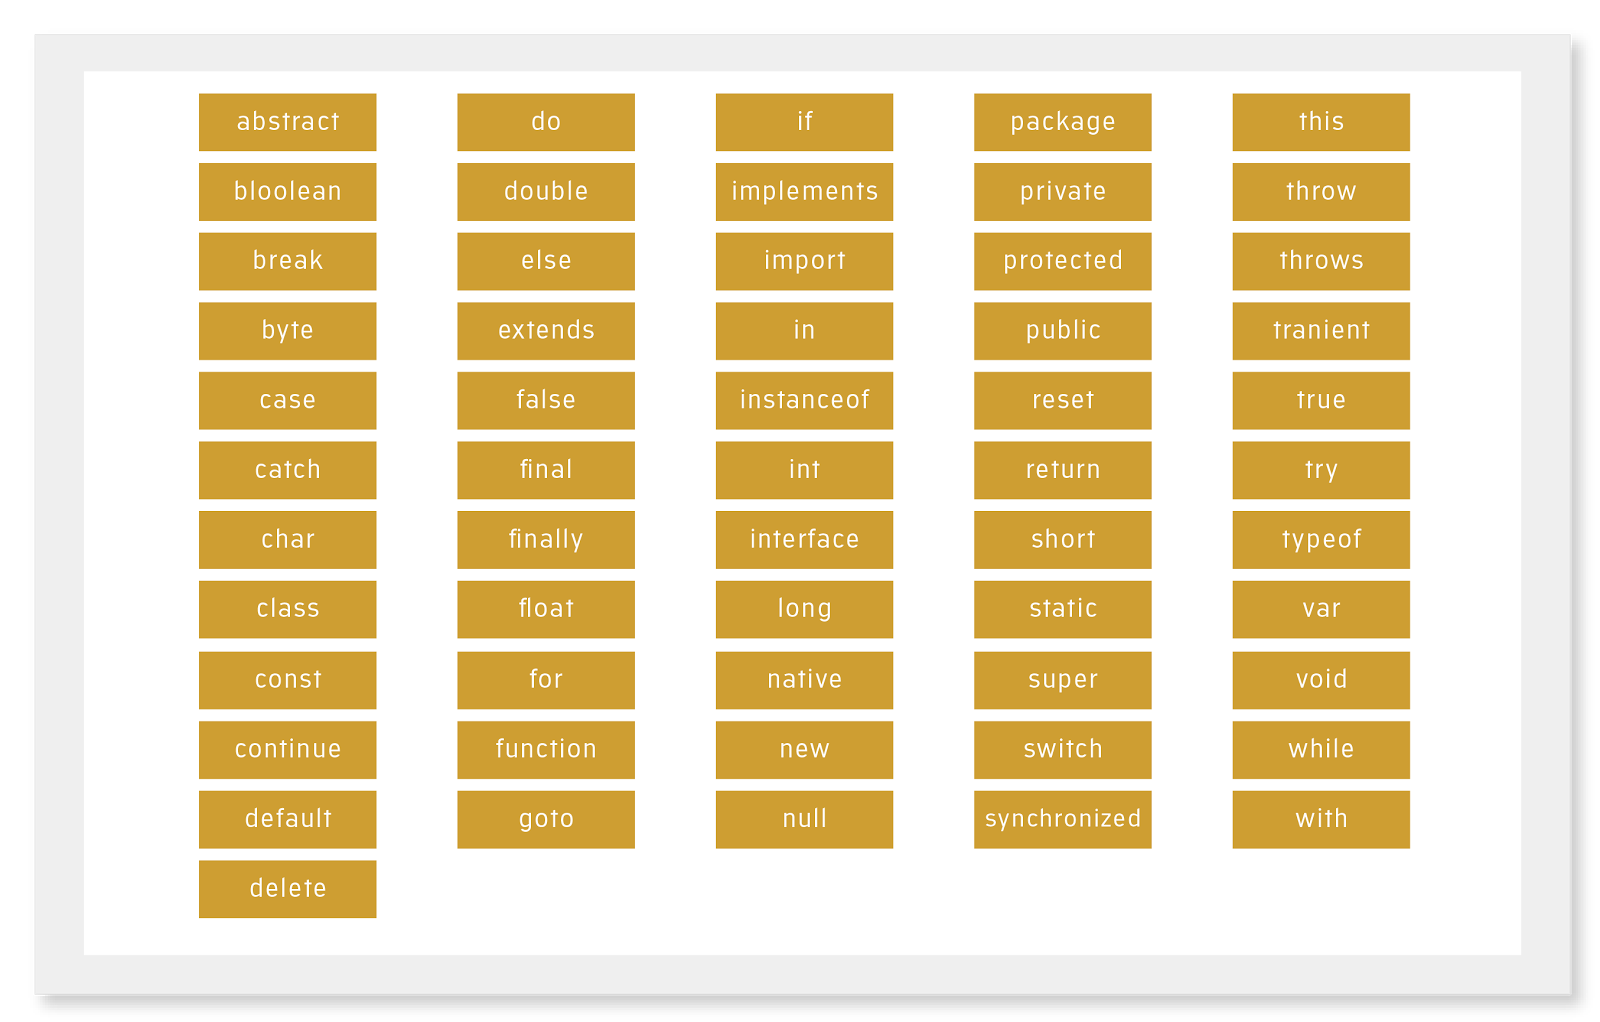 abstract
bloolean
break
byte
case
catch
char
class
const
continue
default
delete
do
double
else
extends
false
final
finally
float
for
function
goto
if
implements
import
in
instanceof
int
interface
long
native
new
null
package
private
protected
public
reset
return
short
static
super
switch
synchronized
this
throw
throws
tranient
true
try
typeof
var
void
while
with